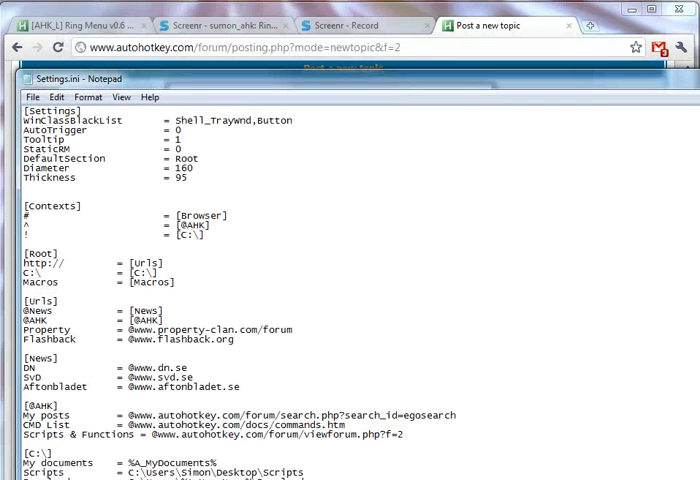 [AHK_L] Ring Menu v0.6
Screenr - sumon_ahk: Rin
Screenr - Record
Post a new topic
www.autohotkey.com/forum/posting.php?mode=newtopic&f=2
Post a new topic
Settings.ini - Notepad
File Edit Format View Help
[Settings]
WinClassBlackList = Shell_TrayWnd,Button
AutoTrigger = 0
Tooltip = 1
StaticRM = 0
DefaultSection = Root
Diameter = 160
Thickness = 95
[Contexts]
# = [Browser]
^ = [@AHK]
! = [C:\]
[Root]
http:// = [Urls]
C:\ = [C:\]
Macros = [Macros]
[Urls]
@News = [News]
@AHK = [@AHK]
Property = @www.property-clan.com/forum
Flashback = @www.flashback.org
[News]
DN = @www.dn.se
SvD = @www.svd.se
Aftonbladet = @www.aftonbladet.se
[@AHK]
My posts = @www.autohotkey.com/forum/search.php?search_id=egosearch
CMD List = @www.autohotkey.com/docs/commands.htm
Scripts & Functions = @www.autohotkey.com/forum/viewforum.php?f=2
[C:\]
My documents = %A_MyDocuments%
Scripts = C:\Users\Simon\Desktop\Scripts